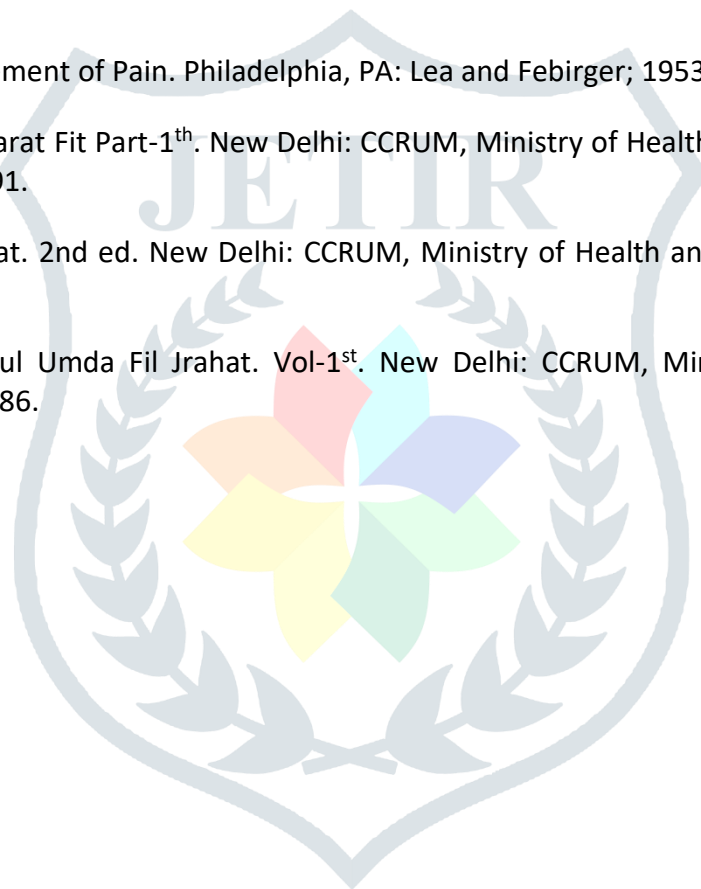 ment of Pain. Philadelphia, PA: Lea and Febirger; 1953
arat Fit Part-1th. New Delhi: CCRUM, Ministry of Health
91.
JETIR
at. 2nd ed. New Delhi: CCRUM, Ministry of Health an
ul Umda Fil Jrahat. Vol-1st. New Delhi: CCRUM, Min
86.